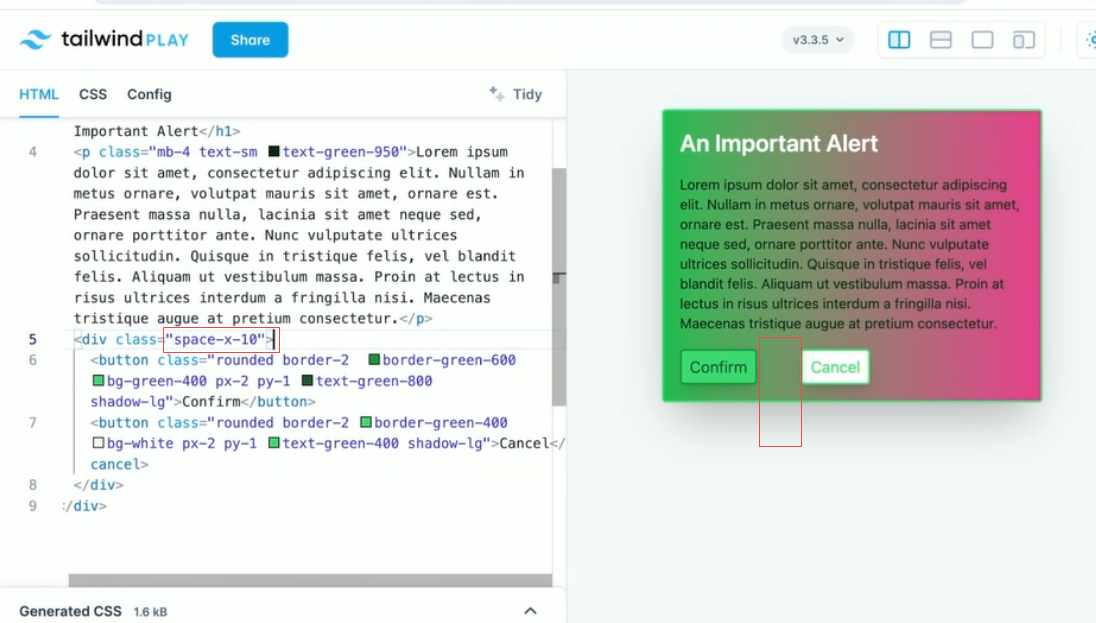 tailwind PLAY
Share
v3.3.5
HTML CSS Config
Tidy
Important Alert</h1>
4 <p class="mb-4 text-sm text-green-950">Lorem ipsum
dolor sit amet, consectetur adipiscing elit. Nullam in
metus ornare, volutpat mauris sit amet, ornare est.
Praesent massa nulla, lacinia sit amet neque sed,
ornare porttitor ante. Nunc vulputate ultrices
sollicitudin. Quisque in tristique felis, vel blandit
felis. Aliquam ut vestibulum massa. Proin at lectus in
risus ultrices interdum a fringilla nisi. Maecenas
tristique augue at pretium consectetur.</p>
5 <div class="space-x-10">
6 <button class="rounded border-2 border-green-600
bg-green-400 px-2 py-1 text-green-800
shadow-lg">Confirm</button>
7 <button class="rounded border-2 border-green-400
bg-white px-2 py-1 text-green-400 shadow-lg">Cancel</
cancel>
8 </div>
9 :/div>
Generated CSS 1.6 kB
An Important Alert
Lorem ipsum dolor sit amet, consectetur adipiscing
elit. Nullam in metus ornare, volutpat mauris sit amet,
ornare est. Praesent massa nulla, lacinia sit amet
neque sed, ornare porttitor ante. Nunc vulputate
ultrices sollicitudin. Quisque in tristique felis, vel
blandit felis. Aliquam ut vestibulum massa. Proin at
lectus in risus ultrices interdum a fringilla nisi.
Maecenas tristique augue at pretium consectetur.
Confirm
Cancel